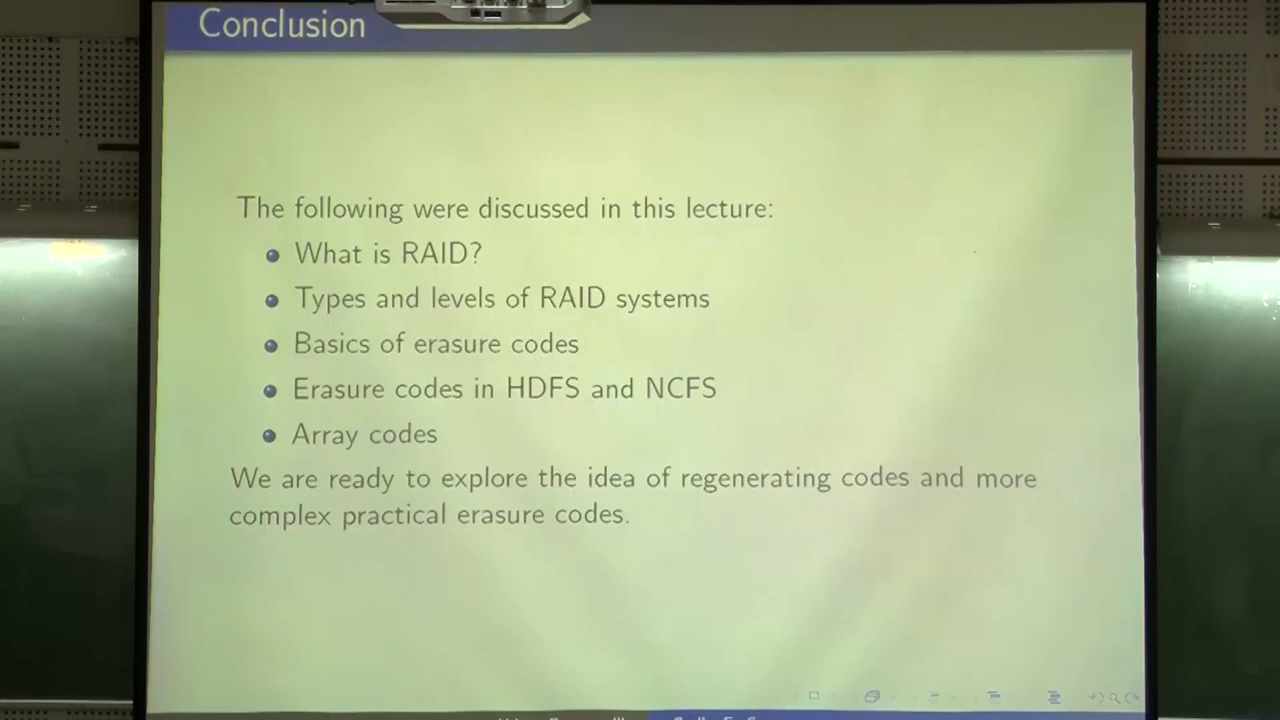 Conclusion
The following were discussed in this lecture:
What is RAID?
Types and levels of RAID systems
Basics of erasure codes
Erasure codes in HDFS and NCFS
Array codes
We are ready to explore the idea of regenerating codes and more
complex practical erasure codes.